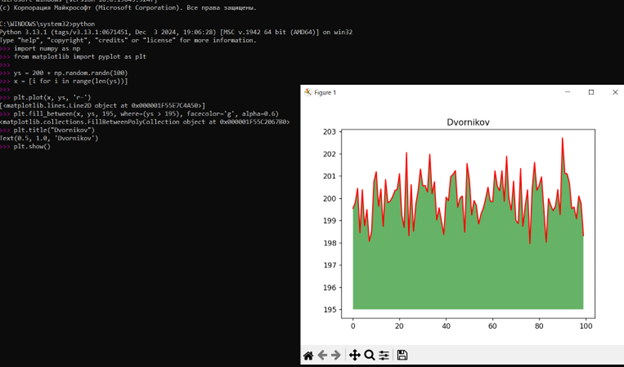 (c) Корпорация Майкрософт (Microsoft Corporation). Все права защищены.
C:\WINDOWS\system32>python
Python 3.13.1 (tags/v3.13.1:0671451, Dec  3 2024, 19:06:28) [MSC v.1942 64 bit (AMD64)] on win32
Type "help", "copyright", "credits" or "license" for more information.
>>> import numpy as np
>>> from matplotlib import pyplot as plt
>>>
>>> ys = 200 + np.random.randn(100)
>>> x = [i for i in range(len(ys))]
>>>
>>> plt.plot(x, ys, 'r-')
[<matplotlib.lines.Line2D object at 0x000001F55E7C4A50>]
>>> plt.fill_between(x, ys, 195, where=(ys > 195), facecolor='g', alpha=0.6)
<matplotlib.collections.FillBetweenPolyCollection object at 0x000001F55C2067B0>
>>> plt.title("Dvornikov")
Text(0.5, 1.0, 'Dvornikov')
>>> plt.show()
Figure 1
Dvornikov
203
202
201
200
199
198
197
196
195
0 20 40 60 80 100